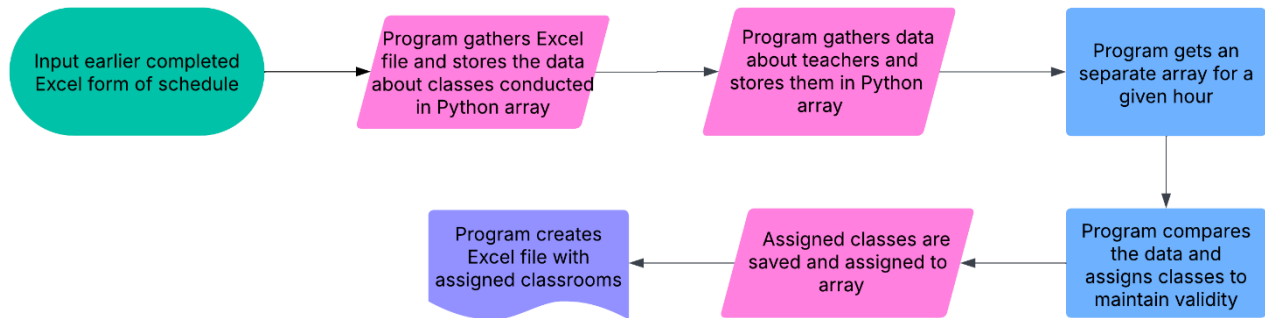 Input earlier completed
Excel form of schedule
Program gathers Excel
file and stores the data
about classes conducted
in Python array
Program gathers data
about teachers and
stores them in Python
array
Program gets an
separate array for a
given hour
Program compares
the data and
assigns classes to
maintain validity
Assigned classes are
saved and assigned to
array
Program creates
Excel file with
assigned classrooms